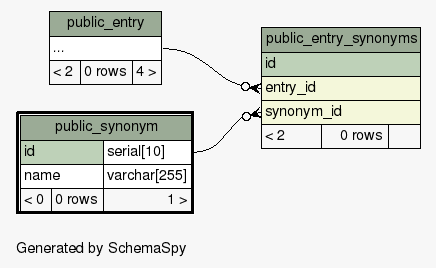 public_entry
...
< 2 0 rows 4 >
public_entry_synonyms
id
entry_id
synonym_id
< 2 0 rows
public_synonym
id serial[10]
name varchar[255]
< 0 0 rows 1 >
Generated by SchemaSpy